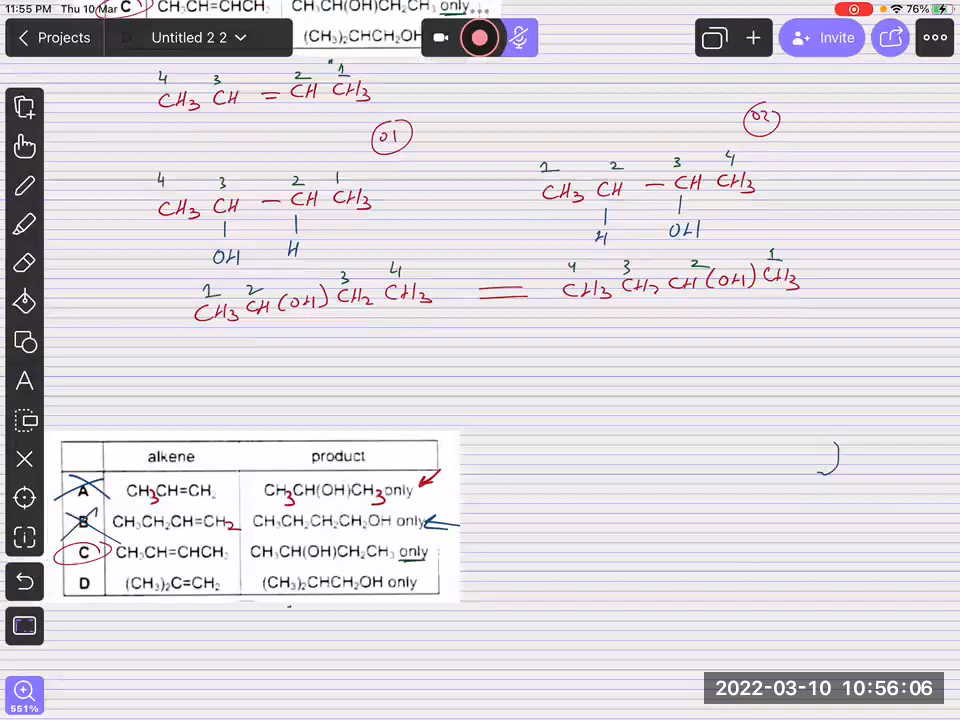 11:55 PM Thu 10 Mar
C CH₃CH=CHCH₃ CH₃CH(OH)CH₂CH₃ only
Projects Untitled 2 2 (CH₃)₂CHCH₂OH Invite
76%
4 3 2 1
CH3 CH = CH CH3
01 02
4 3 2 1
CH3 CH — CH CH3
OH H
1 2 3 4
CH3 CH — CH CH3
H OH
1 2 3 4
CH3 CH(OH) CH2 CH3
=
4 3 2 1
CH3 CH2 CH(OH) CH3
alkene product
A CH3CH=CH₂ CH3CH(OH)CH3 only
B CH₃CH₂CH=CH2 CH₃CH₂CH₂CH₂OH only
C CH₃CH=CHCH₃ CH₃CH(OH)CH₂CH₃ only
D (CH₃)₂C=CH₂ (CH₃)₂CHCH₂OH only
551%
2022-03-10 10:56:06